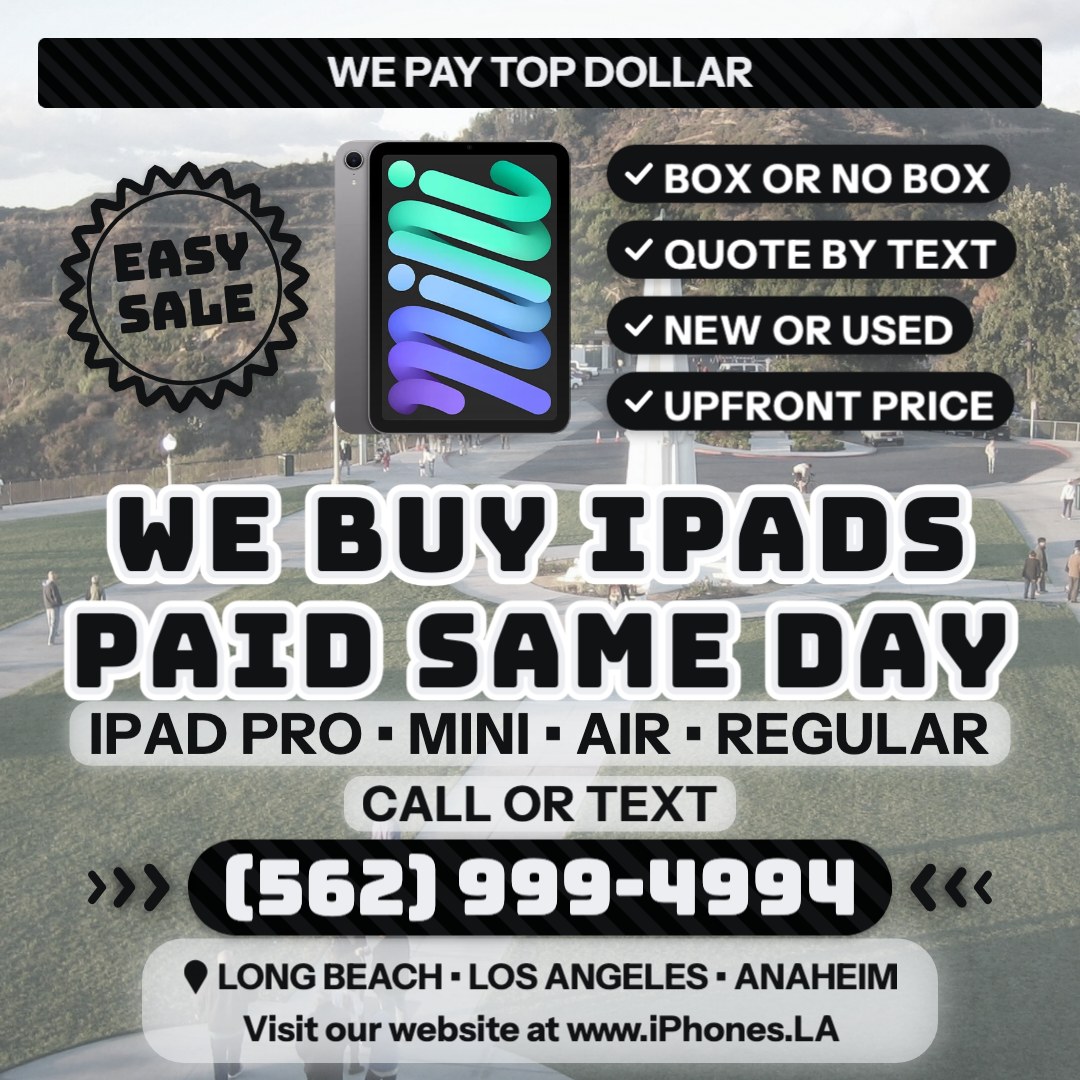 WE PAY TOP DOLLAR
EASY
SALE
✓ BOX OR NO BOX
✓ QUOTE BY TEXT
✓ NEW OR USED
✓ UPFRONT PRICE
WE BUY IPADS
PAID SAME DAY
IPAD PRO ▪ MINI ▪ AIR ▪ REGULAR
CALL OR TEXT
(562) 999-4994
LONG BEACH ▪ LOS ANGELES ▪ ANAHEIM
Visit our website at www.iPhones.LA